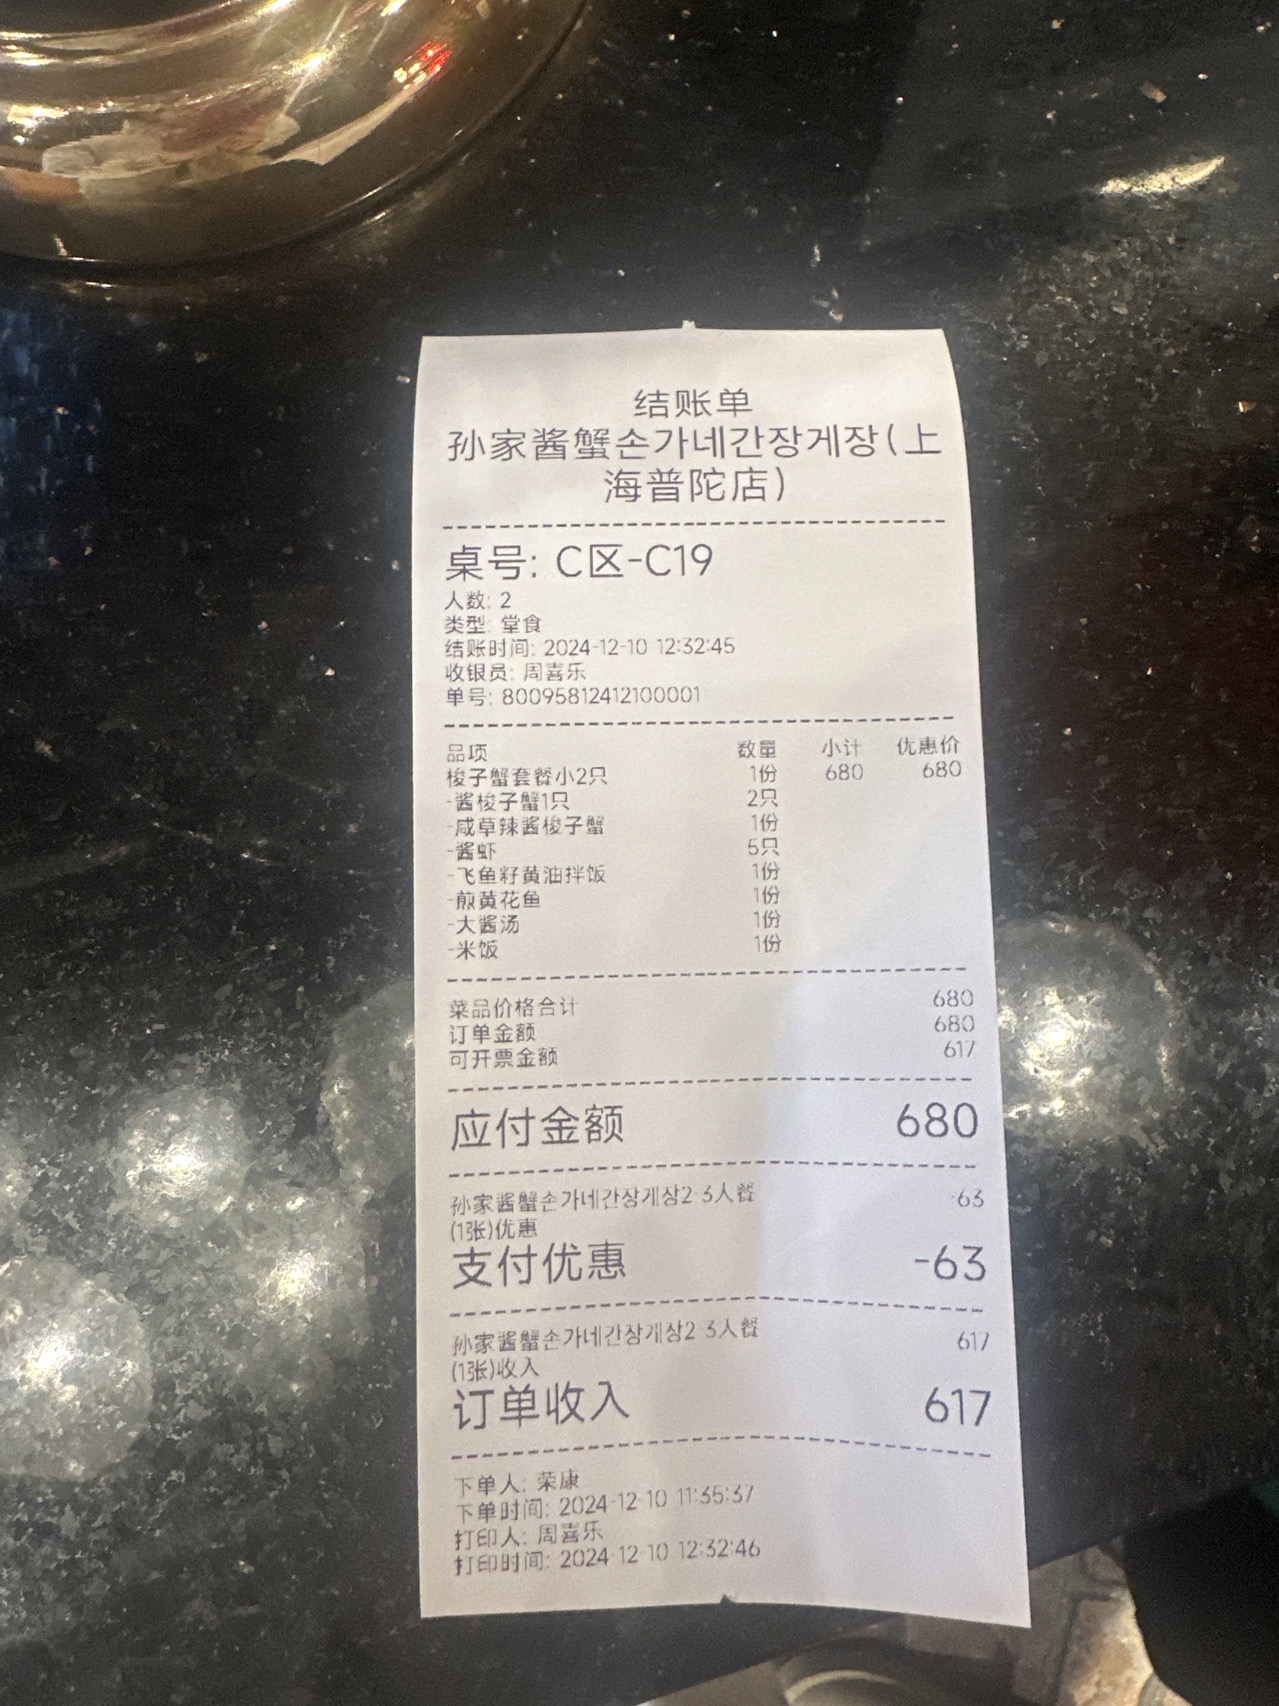 结账单
孙家酱蟹손가네간장게장(上
海普陀店)
桌号: C区-C19
人数: 2
类型: 堂食
结账时间: 2024-12-10 12:32:45
收银员: 周喜乐
单号: 80095812412100001
品项 数量 小计 优惠价
梭子蟹套餐小2只 1份 680 680
-酱梭子蟹1只 2只
-咸草辣酱梭子蟹 1份
-酱虾 5只
-飞鱼籽黄油拌饭 1份
-煎黄花鱼 1份
-大酱汤 1份
-米饭 1份
菜品价格合计 680
订单金额 680
可开票金额 617
应付金额 680
孙家酱蟹손가네간장게장2-3人餐 -63
(1张)优惠
支付优惠 -63
孙家酱蟹손가네간장게장2-3人餐 617
(1张)收入
订单收入 617
下单人: 荣康
下单时间: 2024-12-10 11:35:37
打印人: 周喜乐
打印时间: 2024-12-10 12:32:46